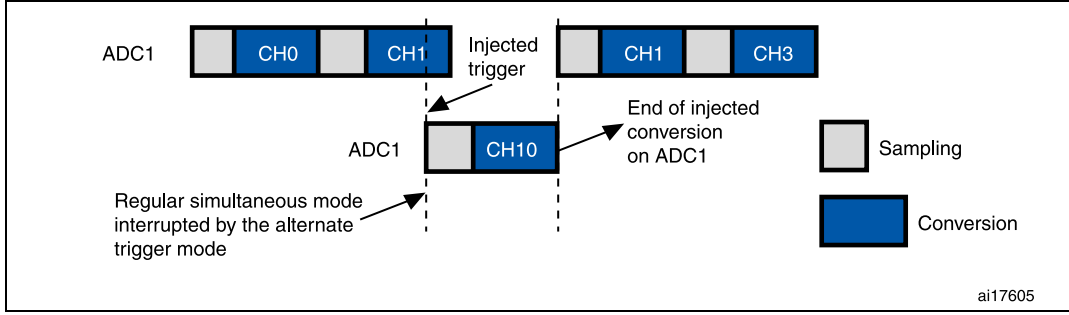 ADC1
CH0
CH1
Injected
trigger
CH1
CH3
ADC1
CH10
End of injected
conversion
on ADC1
Sampling
Regular simultaneous mode
interrupted by the alternate
trigger mode
Conversion
ai17605